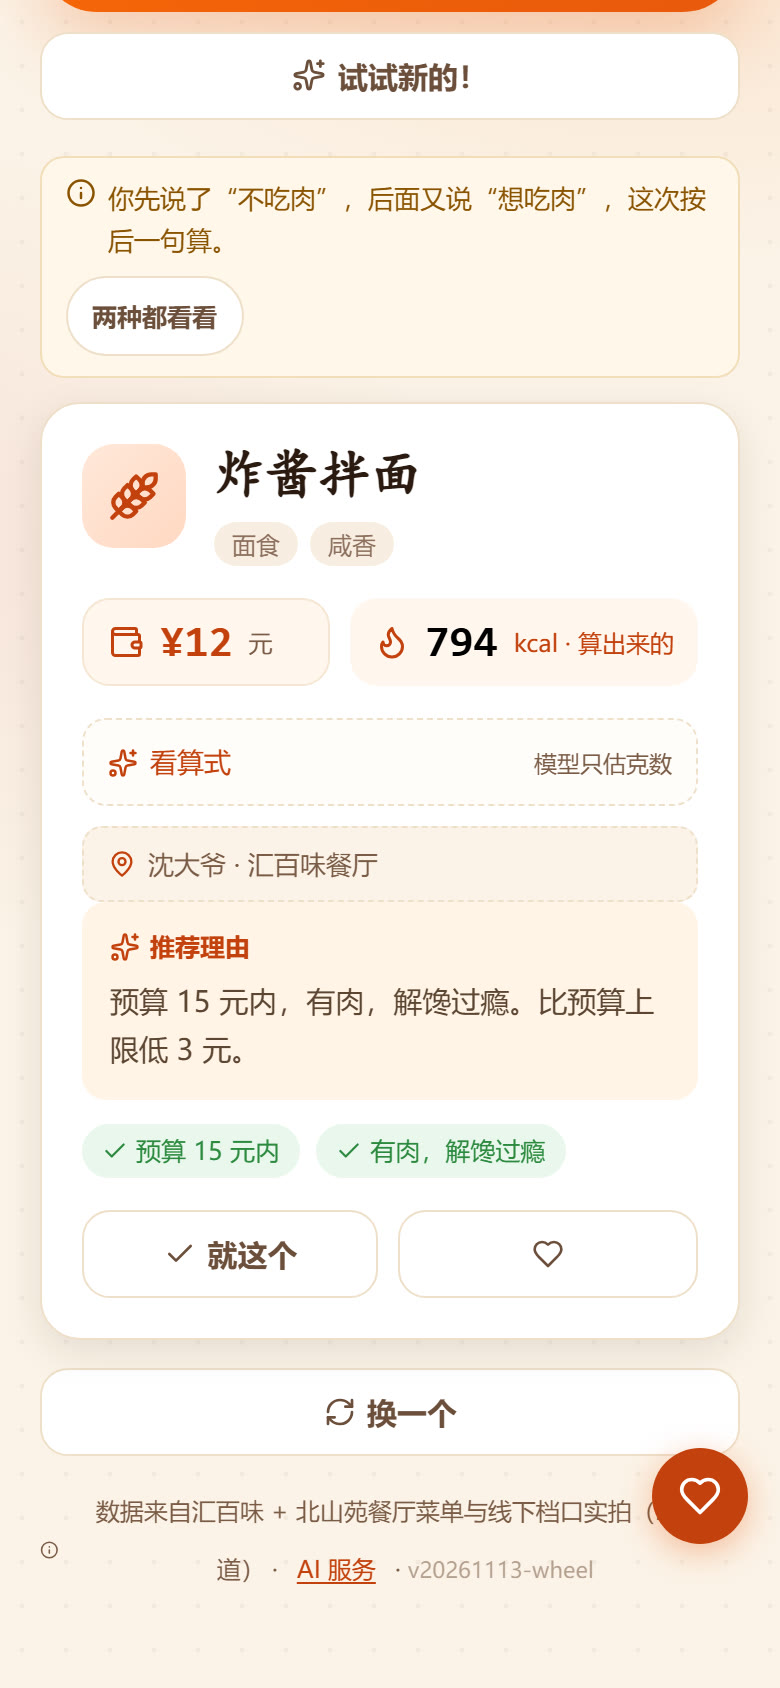 试试新的！
你先说了“不吃肉”，后面又说“想吃肉”，这次按
后一句算。
两种都看看
炸酱拌面
面食 咸香
¥12 元 794 kcal · 算出来的
看算式 模型只估克数
沈大爷 · 汇百味餐厅
推荐理由
预算 15 元内，有肉，解馋过瘾。比预算上
限低 3 元。
预算 15 元内 有肉，解馋过瘾
就这个
换一个
数据来自汇百味 + 北山苑餐厅菜单与线下档口实拍（
道） · AI 服务 · v20261113-wheel